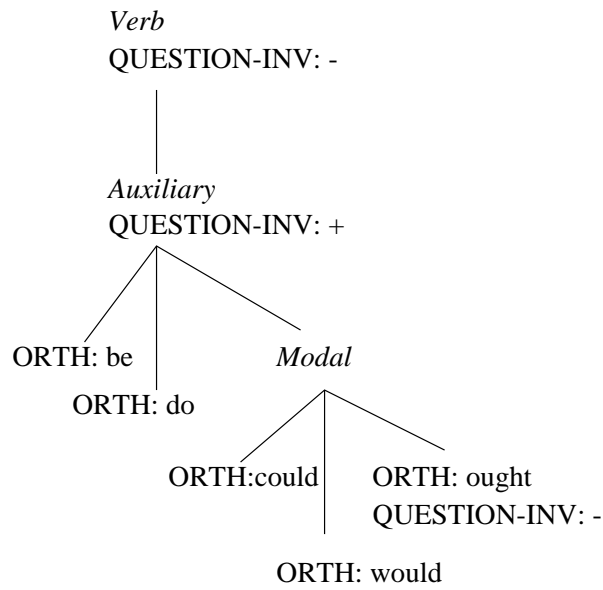 Verb
QUESTION-INV: -
Auxiliary
QUESTION-INV: +
ORTH: be
Modal
ORTH: do
ORTH:could
ORTH: ought
QUESTION-INV: -
ORTH: would